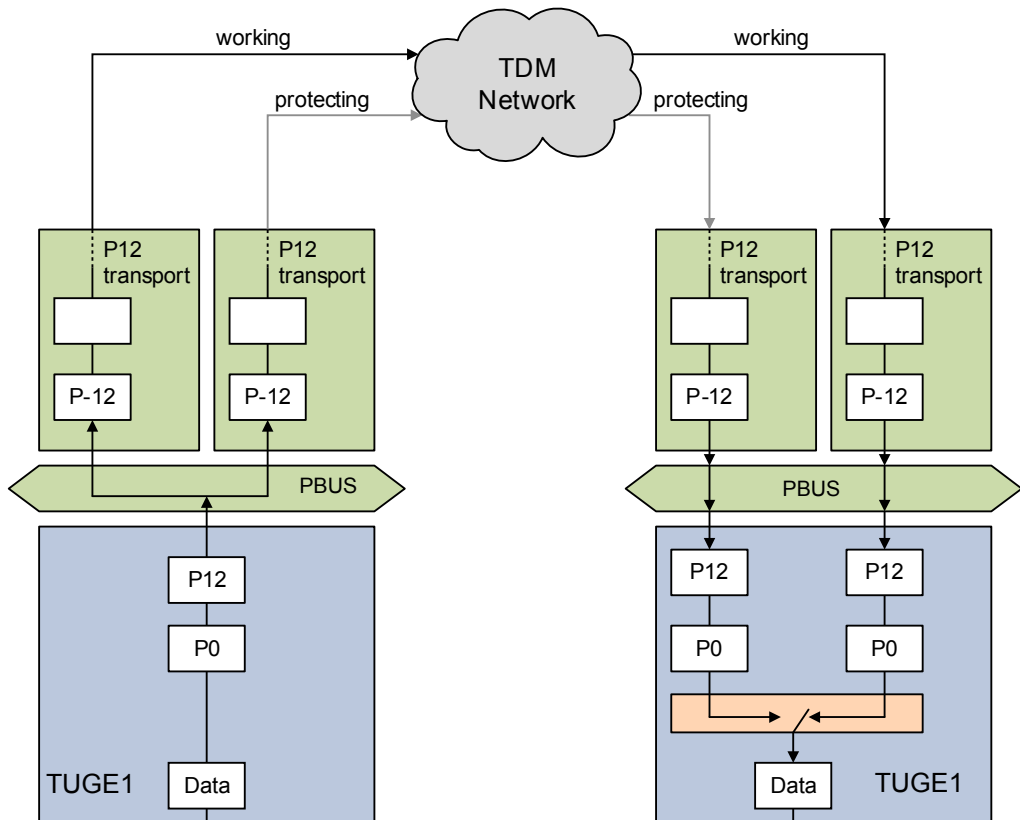 working
working
TDM
Network
protecting
protecting
P12
transport
P12
transport
P12
transport
P12
transport
P-12
P-12
P-12
P-12
PBUS
PBUS
P12
P12
P12
P0
P0
P0
TUGE1
Data
Data
TUGE1